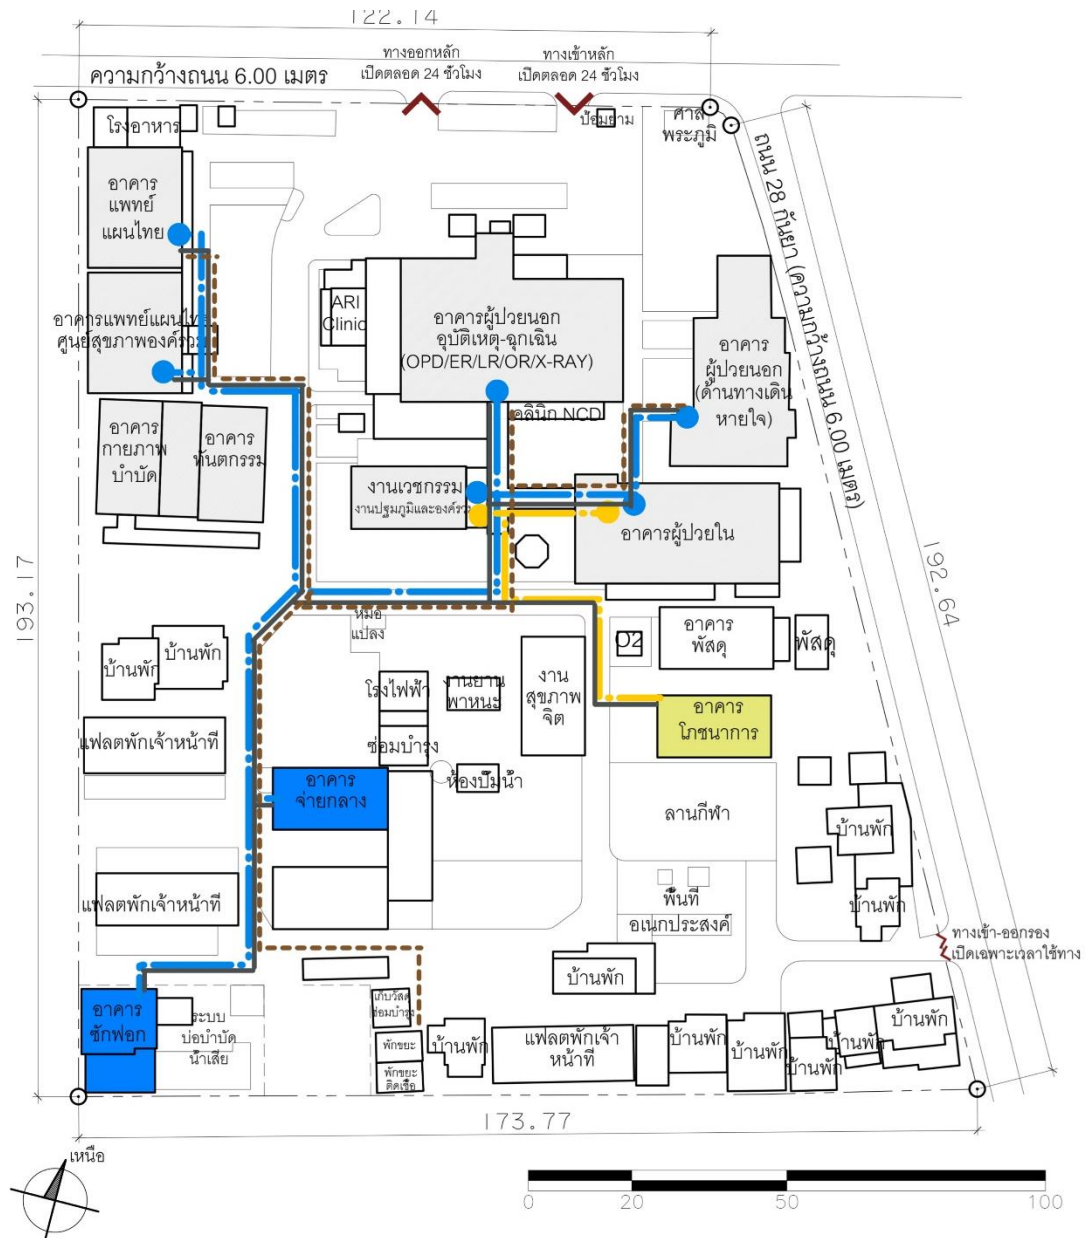 122.14
ทางออกหลัก
เปิดตลอด 24 ชั่วโมง
ทางเข้าหลัก
เปิดตลอด 24 ชั่วโมง
ความกว้างถนน 6.00 เมตร
โรงอาหาร
ป้อมยาม
ศาล
พระภูมิ
ถนน 28 กันยา (ความกว้างถนน 6.00 เมตร)
อาคาร
แพทย์
แผนไทย
อาคารแพทย์แผนไทย
ศูนย์สุขภาพองค์รวม
ARI
Clinic
อาคารผู้ป่วยนอก
อุบัติเหตุ-ฉุกเฉิน
(OPD/ER/LR/OR/X-RAY)
คลินิก NCD
อาคาร
ผู้ป่วยนอก
(ด้านทางเดิน
หายใจ)
อาคาร
กายภาพ
บำบัด
อาคาร
ทันตกรรม
งานเวชกรรม
งานปฐมภูมิและองค์รวม
อาคารผู้ป่วยใน
193.17
192.64
หม้อ
แปลง
บ้านพัก
บ้านพัก
O2
อาคาร
พัสดุ
พัสดุ
โรงไฟฟ้า
งานยาน
พาหนะ
งาน
สุขภาพ
จิต
อาคาร
โภชนาการ
แฟลตพักเจ้าหน้าที่
ซ่อมบำรุง
อาคาร
จ่ายกลาง
ห้องปั๊มน้ำ
ลานกีฬา
บ้านพัก
แฟลตพักเจ้าหน้าที่
พื้นที่
อเนกประสงค์
บ้านพัก
ทางเข้า-ออกรอง
เปิดเฉพาะเวลาใช้ทาง
บ้านพัก
อาคาร
ซักฟอก
ระบบ
บ่อบำบัด
น้ำเสีย
เก็บวัสดุ
ซ่อมบำรุง
พักขยะ
พักขยะ
ติดเชื้อ
บ้านพัก
แฟลตพักเจ้า
หน้าที่
บ้านพัก
บ้านพัก
บ้านพัก
บ้านพัก
บ้านพัก
173.77
เหนือ
0 20 50 100